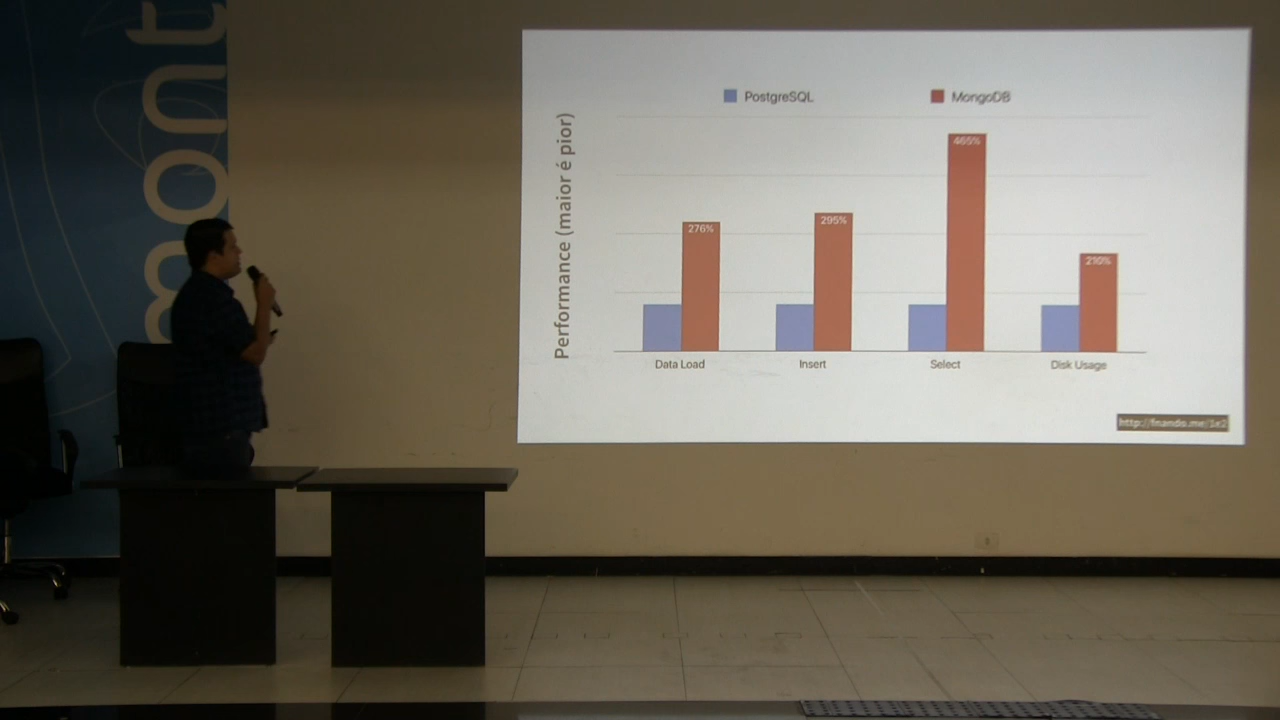 mont
PostgreSQL
MongoDB
Performance (maior é pior)
276%
295%
465%
210%
Data Load
Insert
Select
Disk Usage
http://fnando.me/1e2